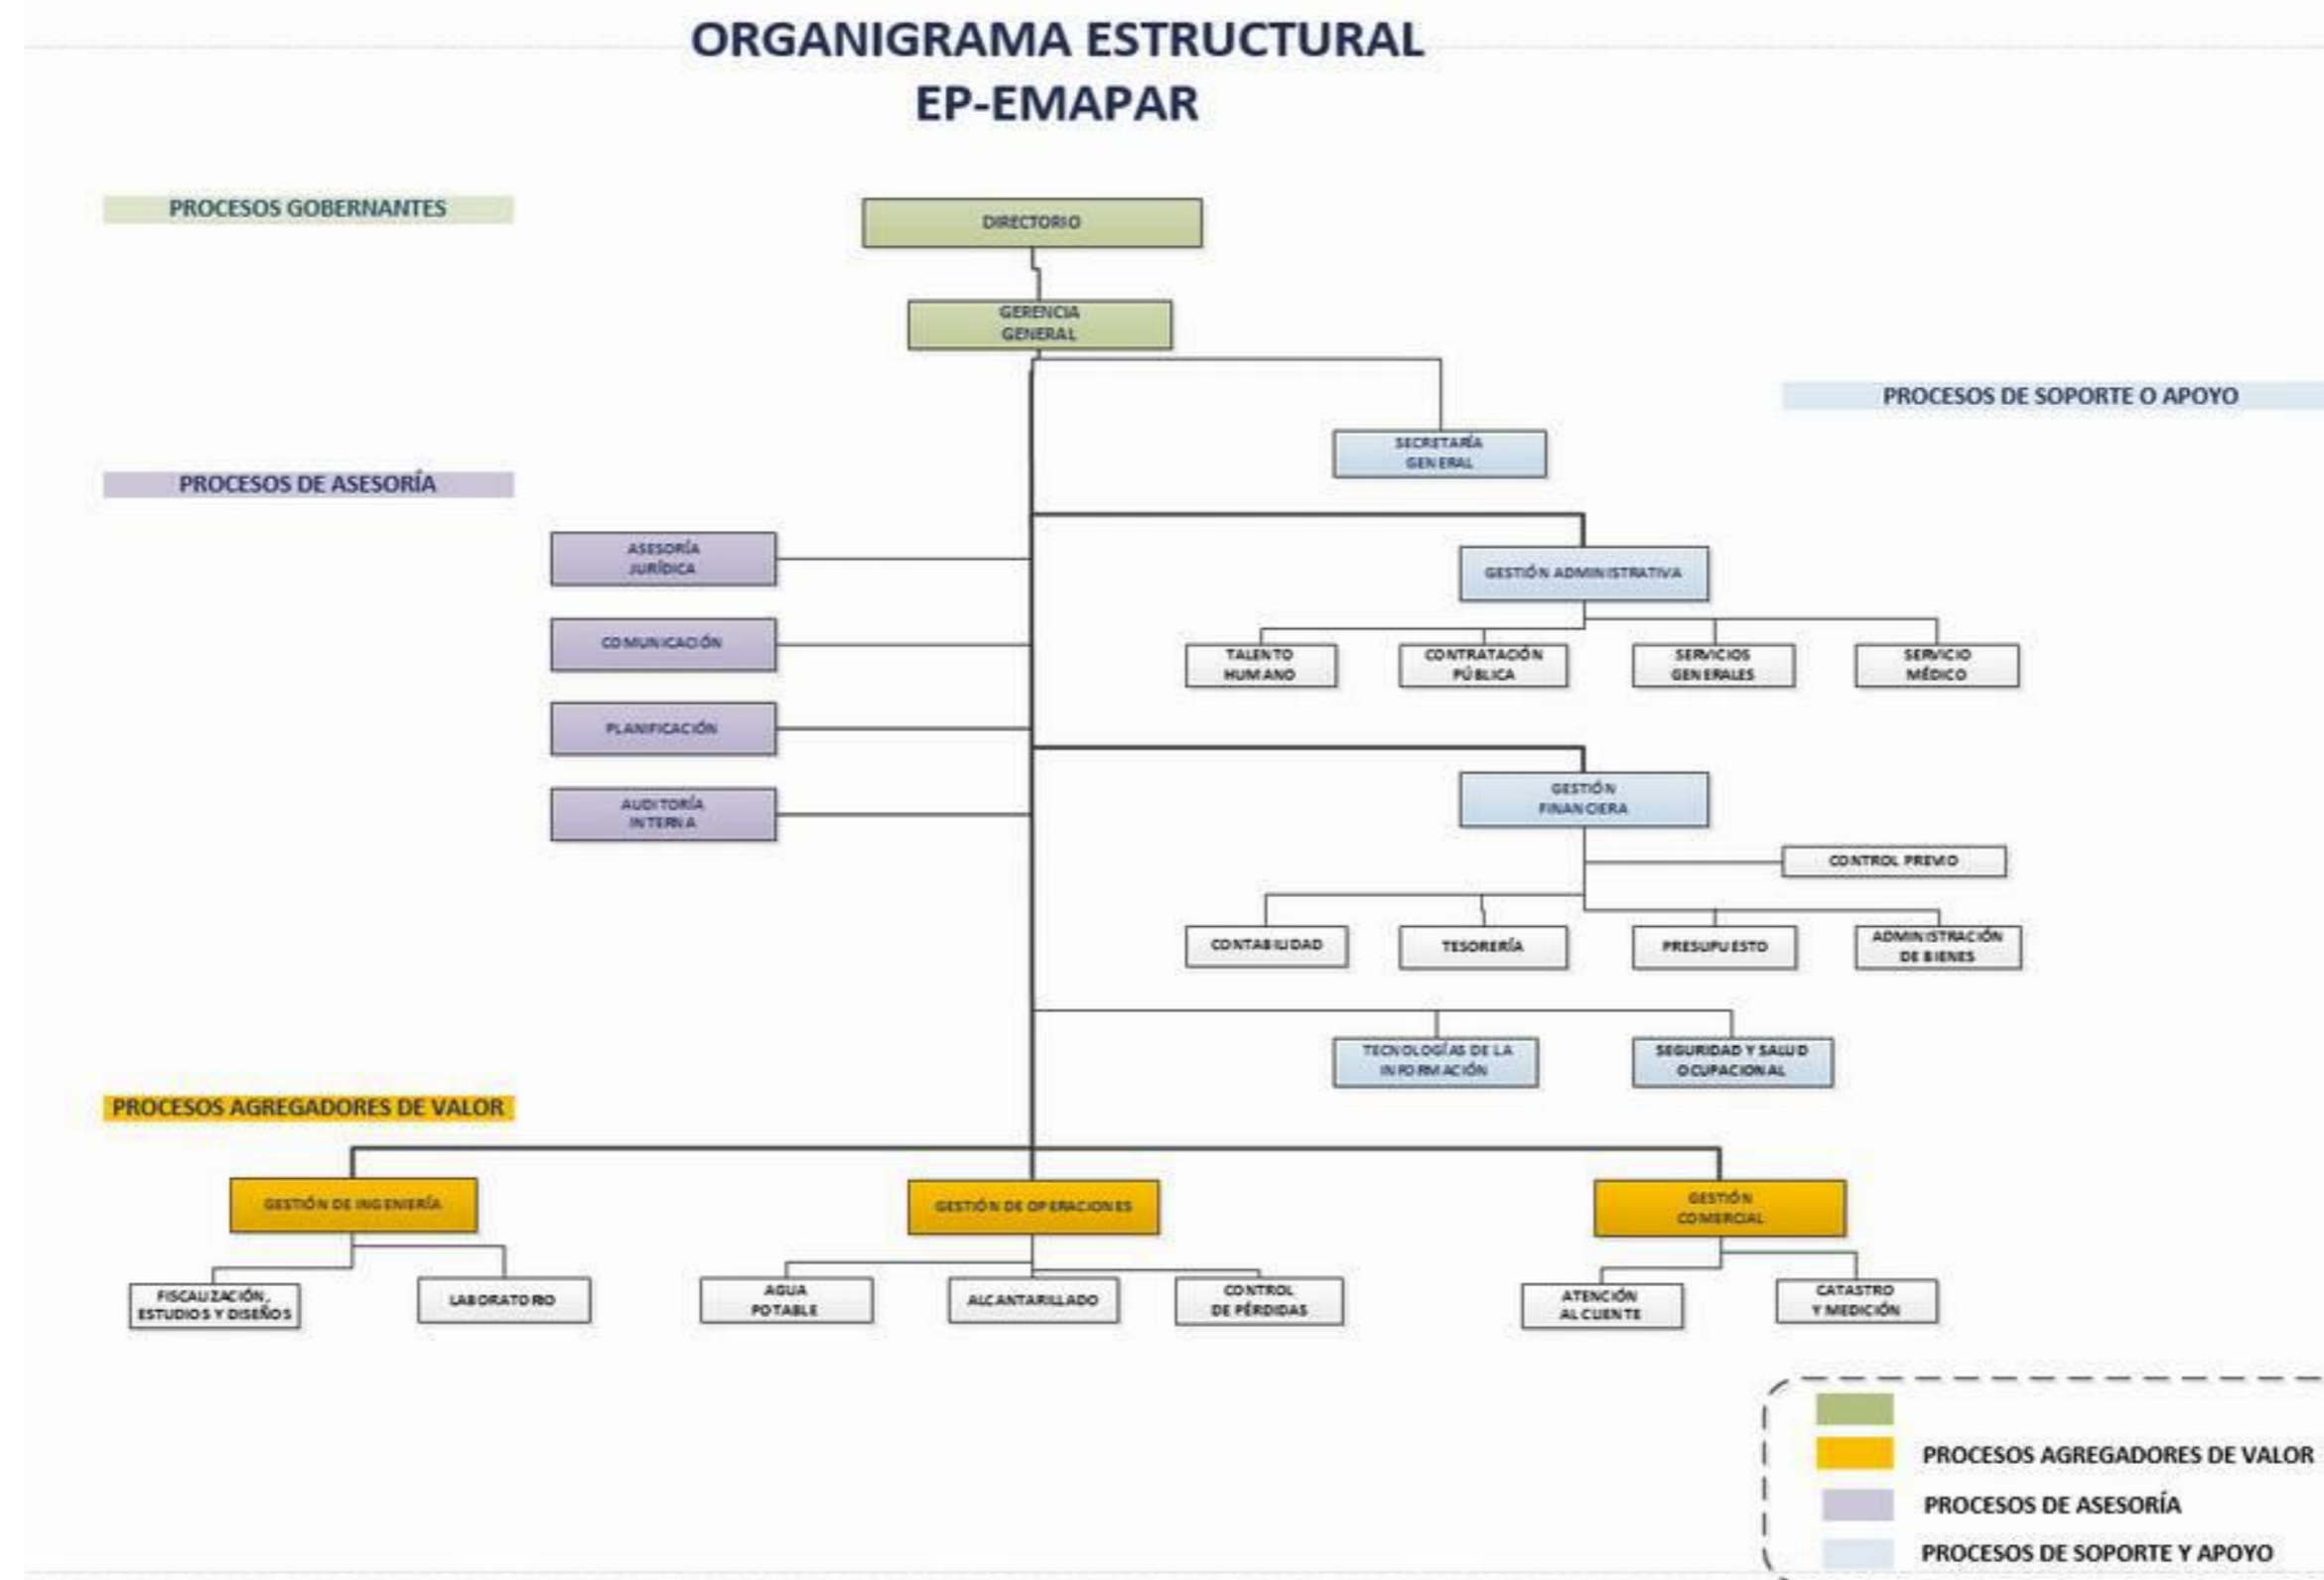 ORGANIGRAMA ESTRUCTURAL
EP-EMAPAR
PROCESOS GOBERNANTES
DIRECTORIO
GERENCIA
GENERAL
PROCESOS DE SOPORTE O APOYO
SECRETARÍA
GENERAL
PROCESOS DE ASESORÍA
ASESORÍA
JURÍDICA
COMUNICACIÓN
PLANIFICACIÓN
AUDITORÍA
INTERNA
GESTIÓN ADMINISTRATIVA
TALENTO
HUMANO
CONTRATACIÓN
PÚBLICA
SERVICIOS
GENERALES
SERVICIO
MÉDICO
GESTIÓN
FINANCIERA
CONTROL PREVIO
CONTABILIDAD
TESORERÍA
PRESUPUESTO
ADMINISTRACIÓN
DE BIENES
TECNOLOGÍAS DE LA
INFORMACIÓN
SEGURIDAD Y SALUD
OCUPACIONAL
PROCESOS AGREGADORES DE VALOR
GESTIÓN DE INGENIERÍA
FISCALIZACIÓN,
ESTUDIOS Y DISEÑOS
LABORATORIO
GESTIÓN DE OPERACIONES
AGUA
POTABLE
ALCANTARILLADO
CONTROL
DE PÉRDIDAS
GESTIÓN
COMERCIAL
ATENCIÓN
AL CLIENTE
CATASTRO
Y MEDICIÓN
PROCESOS AGREGADORES DE VALOR
PROCESOS DE ASESORÍA
PROCESOS DE SOPORTE Y APOYO